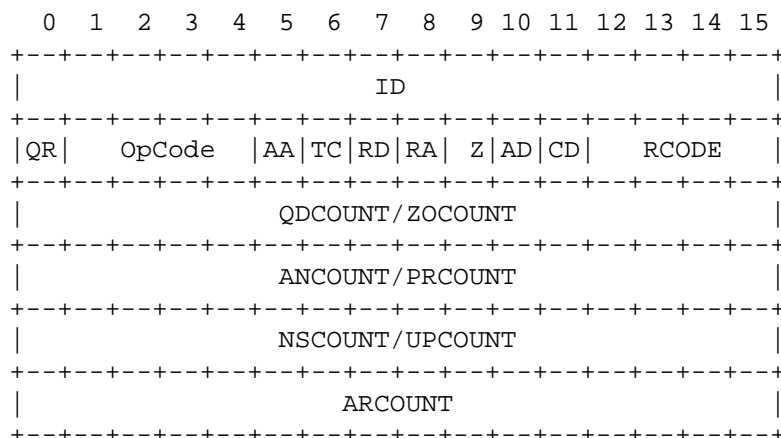 0 1 2 3 4 5 6 7 8 9 10 11 12 13 14 15
+--+--+--+--+--+--+--+--+--+--+--+--+--+--+--+--+
| ID |
+--+--+--+--+--+--+--+--+--+--+--+--+--+--+--+--+
|QR| OpCode |AA|TC|RD|RA| Z|AD|CD| RCODE |
+--+--+--+--+--+--+--+--+--+--+--+--+--+--+--+--+
| QDCOUNT/ZOCOUNT |
+--+--+--+--+--+--+--+--+--+--+--+--+--+--+--+--+
| ANCOUNT/PRCOUNT |
+--+--+--+--+--+--+--+--+--+--+--+--+--+--+--+--+
| NSCOUNT/UPCOUNT |
+--+--+--+--+--+--+--+--+--+--+--+--+--+--+--+--+
| ARCOUNT |
+--+--+--+--+--+--+--+--+--+--+--+--+--+--+--+--+